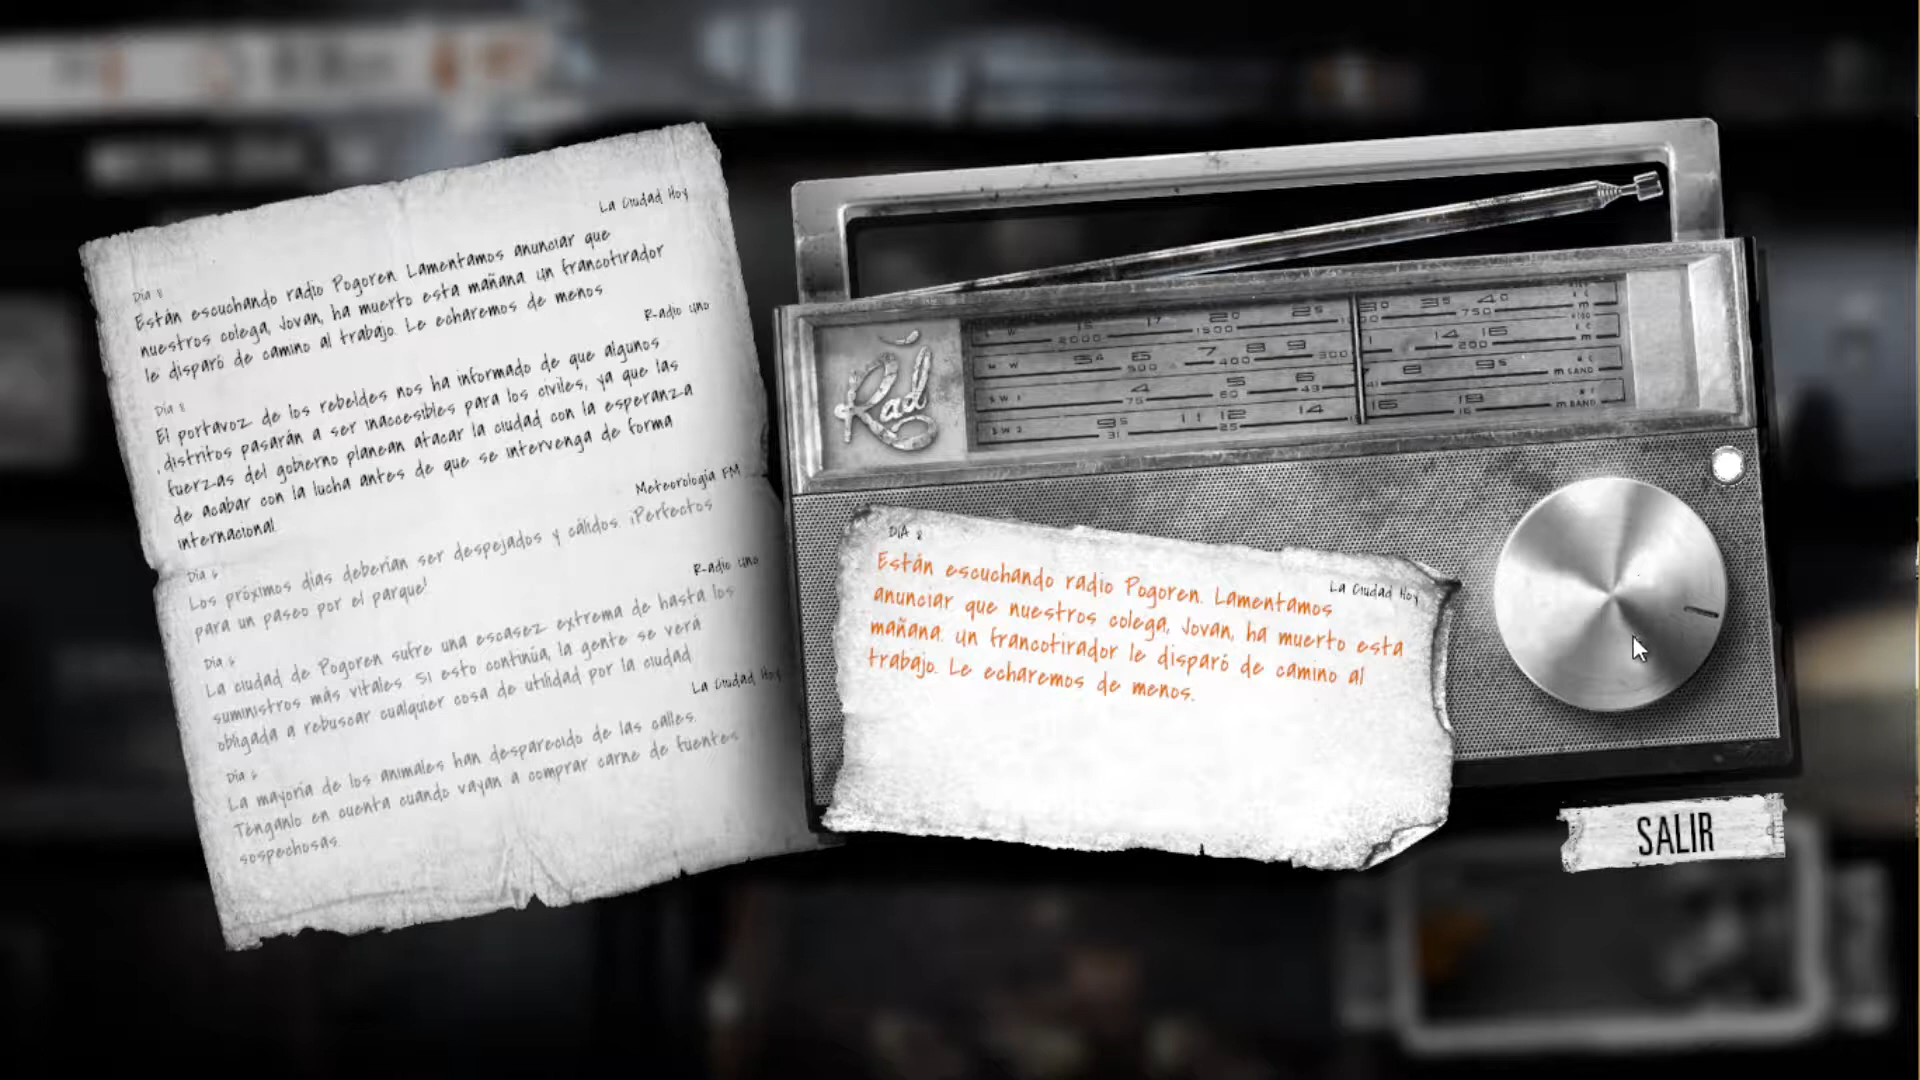 La Ciudad Hoy
Día 8
Están escuchando radio Pogoren. Lamentamos anunciar que
nuestros colega, Jovan, ha muerto esta mañana. un francotirador
le disparó de camino al trabajo. Le echaremos de menos
Radio uno
Día 8
El portavoz de los rebeldes nos ha informado de que algunos
distritos pasarán a ser inaccesibles para los civiles, ya que las
fuerzas del gobierno planean atacar la ciudad con la esperanza
de acabar con la lucha antes de que se intervenga de forma
internacional.
Meteorología FM
Día 6
Los próximos días deberían ser despejados y cálidos. ¡Perfectos
para un paseo por el parque!
Radio uno
Día 6
La ciudad de Pogoren sufre una escasez extrema de hasta los
suministros más vitales. Si esto continúa, la gente se verá
obligada a rebuscar cualquier cosa de utilidad por la ciudad
La Ciudad Hoy
Día 6
La mayoría de los animales han desparecido de las calles.
Ténganlo en cuenta cuando vayan a comprar carne de fuentes
sospechosas.
Rad
DÍA 8
La Ciudad Hoy
Están escuchando radio Pogoren. Lamentamos
anunciar que nuestros colega, Jovan, ha muerto esta
mañana. un francotirador le disparó de camino al
trabajo. Le echaremos de menos.
SALIR